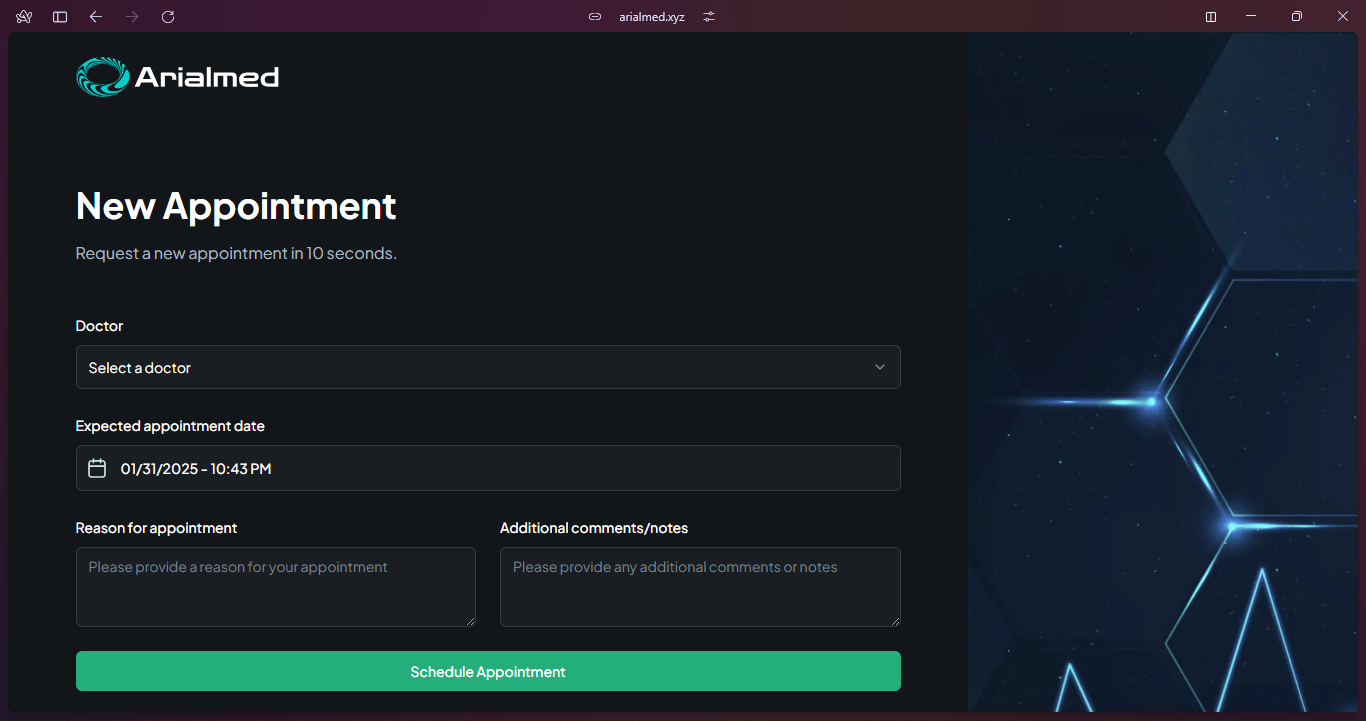 arialmed.xyz
Arialmed
New Appointment
Request a new appointment in 10 seconds.
Doctor
Select a doctor
Expected appointment date
01/31/2025 - 10:43 PM
Reason for appointment
Additional comments/notes
Please provide a reason for your appointment
Please provide any additional comments or notes
Schedule Appointment